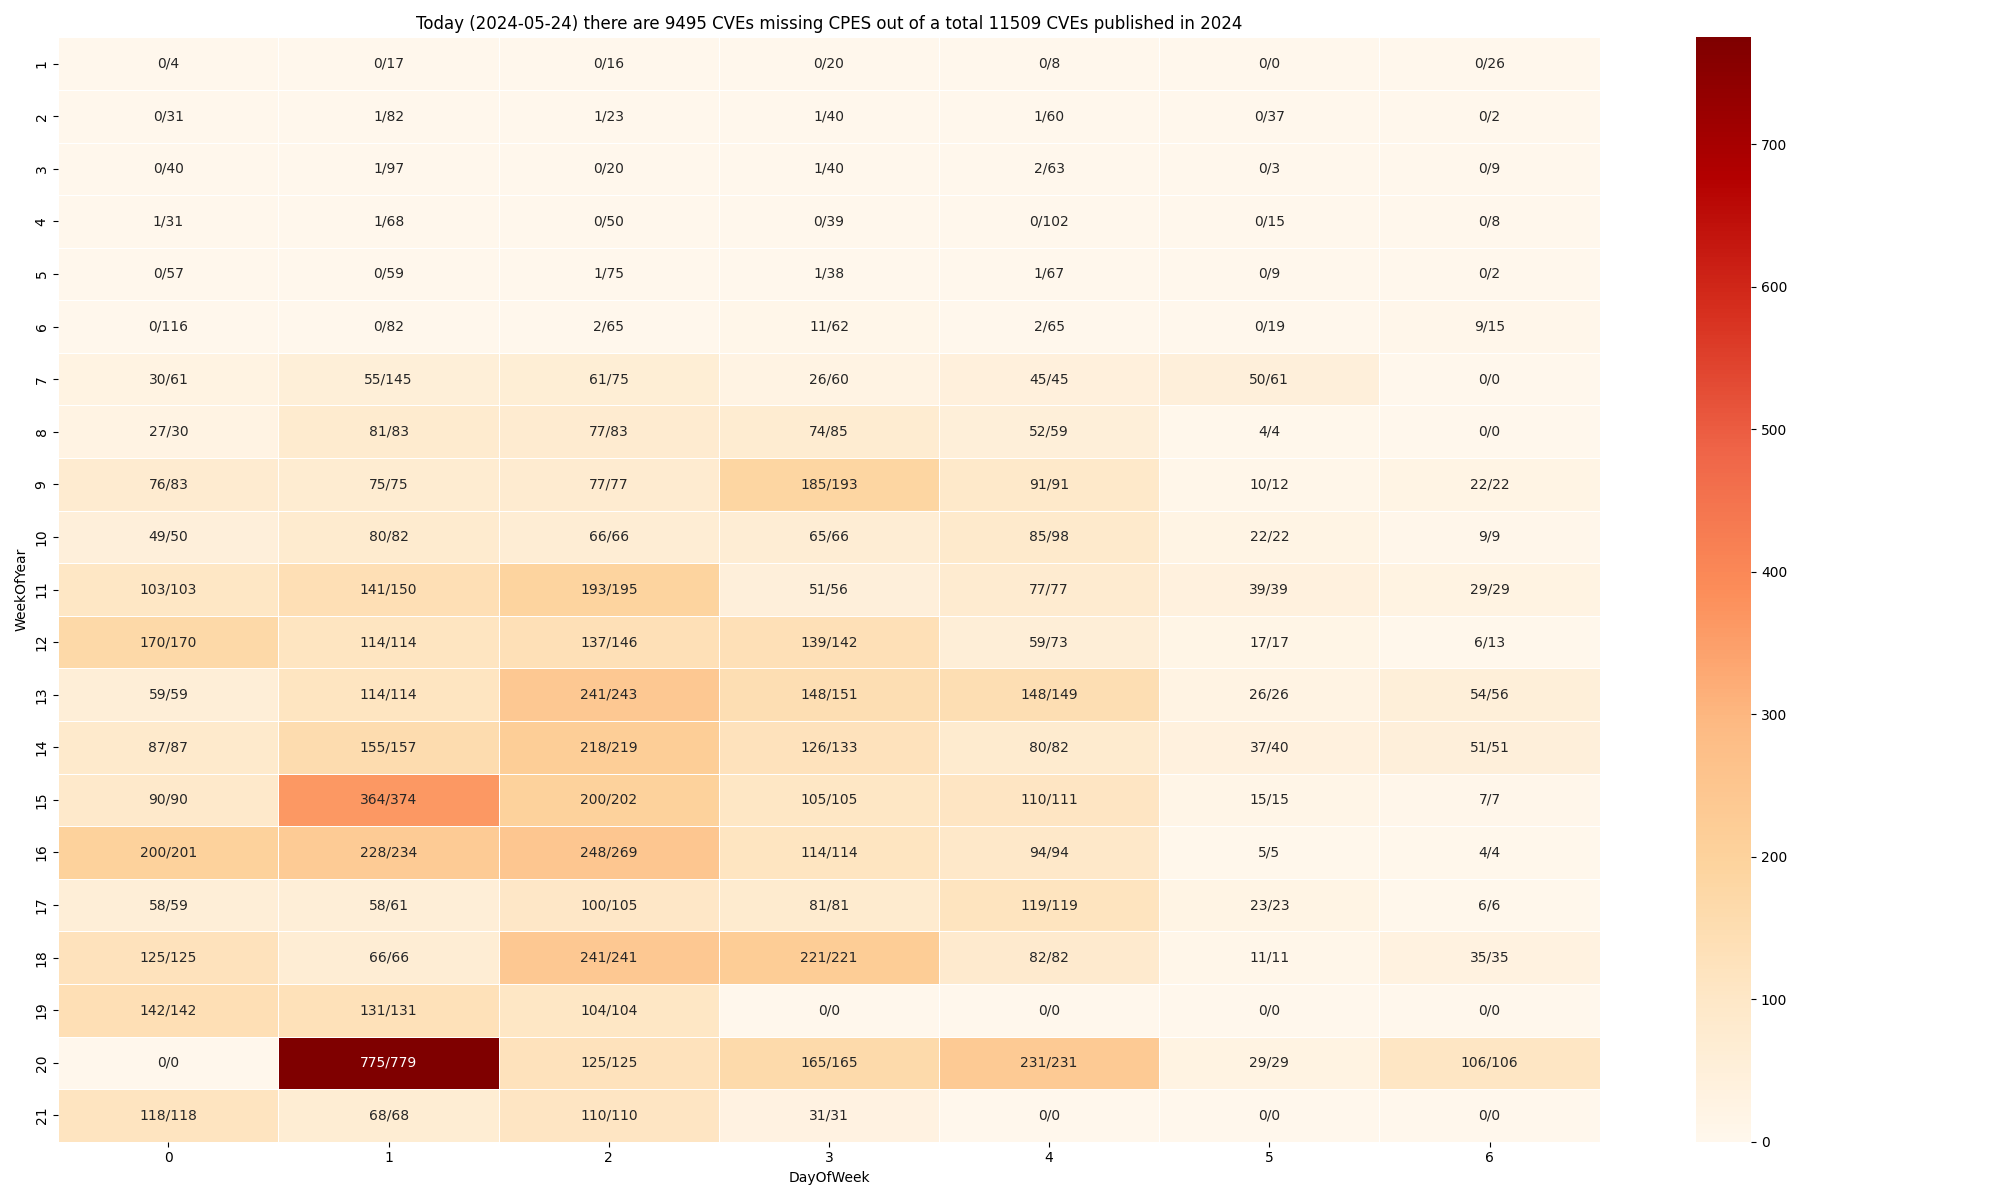 Today (2024-05-24) there are 9495 CVEs missing CPES out of a total 11509 CVEs published in 2024
WeekOfYear
1 0/4 0/17 0/16 0/20 0/8 0/0 0/26
2 0/31 1/82 1/23 1/40 1/60 0/37 0/2
3 0/40 1/97 0/20 1/40 2/63 0/3 0/9
4 1/31 1/68 0/50 0/39 0/102 0/15 0/8
5 0/57 0/59 1/75 1/38 1/67 0/9 0/2
6 0/116 0/82 2/65 11/62 2/65 0/19 9/15
7 30/61 55/145 61/75 26/60 45/45 50/61 0/0
8 27/30 81/83 77/83 74/85 52/59 4/4 0/0
9 76/83 75/75 77/77 185/193 91/91 10/12 22/22
10 49/50 80/82 66/66 65/66 85/98 22/22 9/9
11 103/103 141/150 193/195 51/56 77/77 39/39 29/29
12 170/170 114/114 137/146 139/142 59/73 17/17 6/13
13 59/59 114/114 241/243 148/151 148/149 26/26 54/56
14 87/87 155/157 218/219 126/133 80/82 37/40 51/51
15 90/90 364/374 200/202 105/105 110/111 15/15 7/7
16 200/201 228/234 248/269 114/114 94/94 5/5 4/4
17 58/59 58/61 100/105 81/81 119/119 23/23 6/6
18 125/125 66/66 241/241 221/221 82/82 11/11 35/35
19 142/142 131/131 104/104 0/0 0/0 0/0 0/0
20 0/0 775/779 125/125 165/165 231/231 29/29 106/106
21 118/118 68/68 110/110 31/31 0/0 0/0 0/0
0 1 2 3 4 5 6
DayOfWeek
700
600
500
400
300
200
100
0